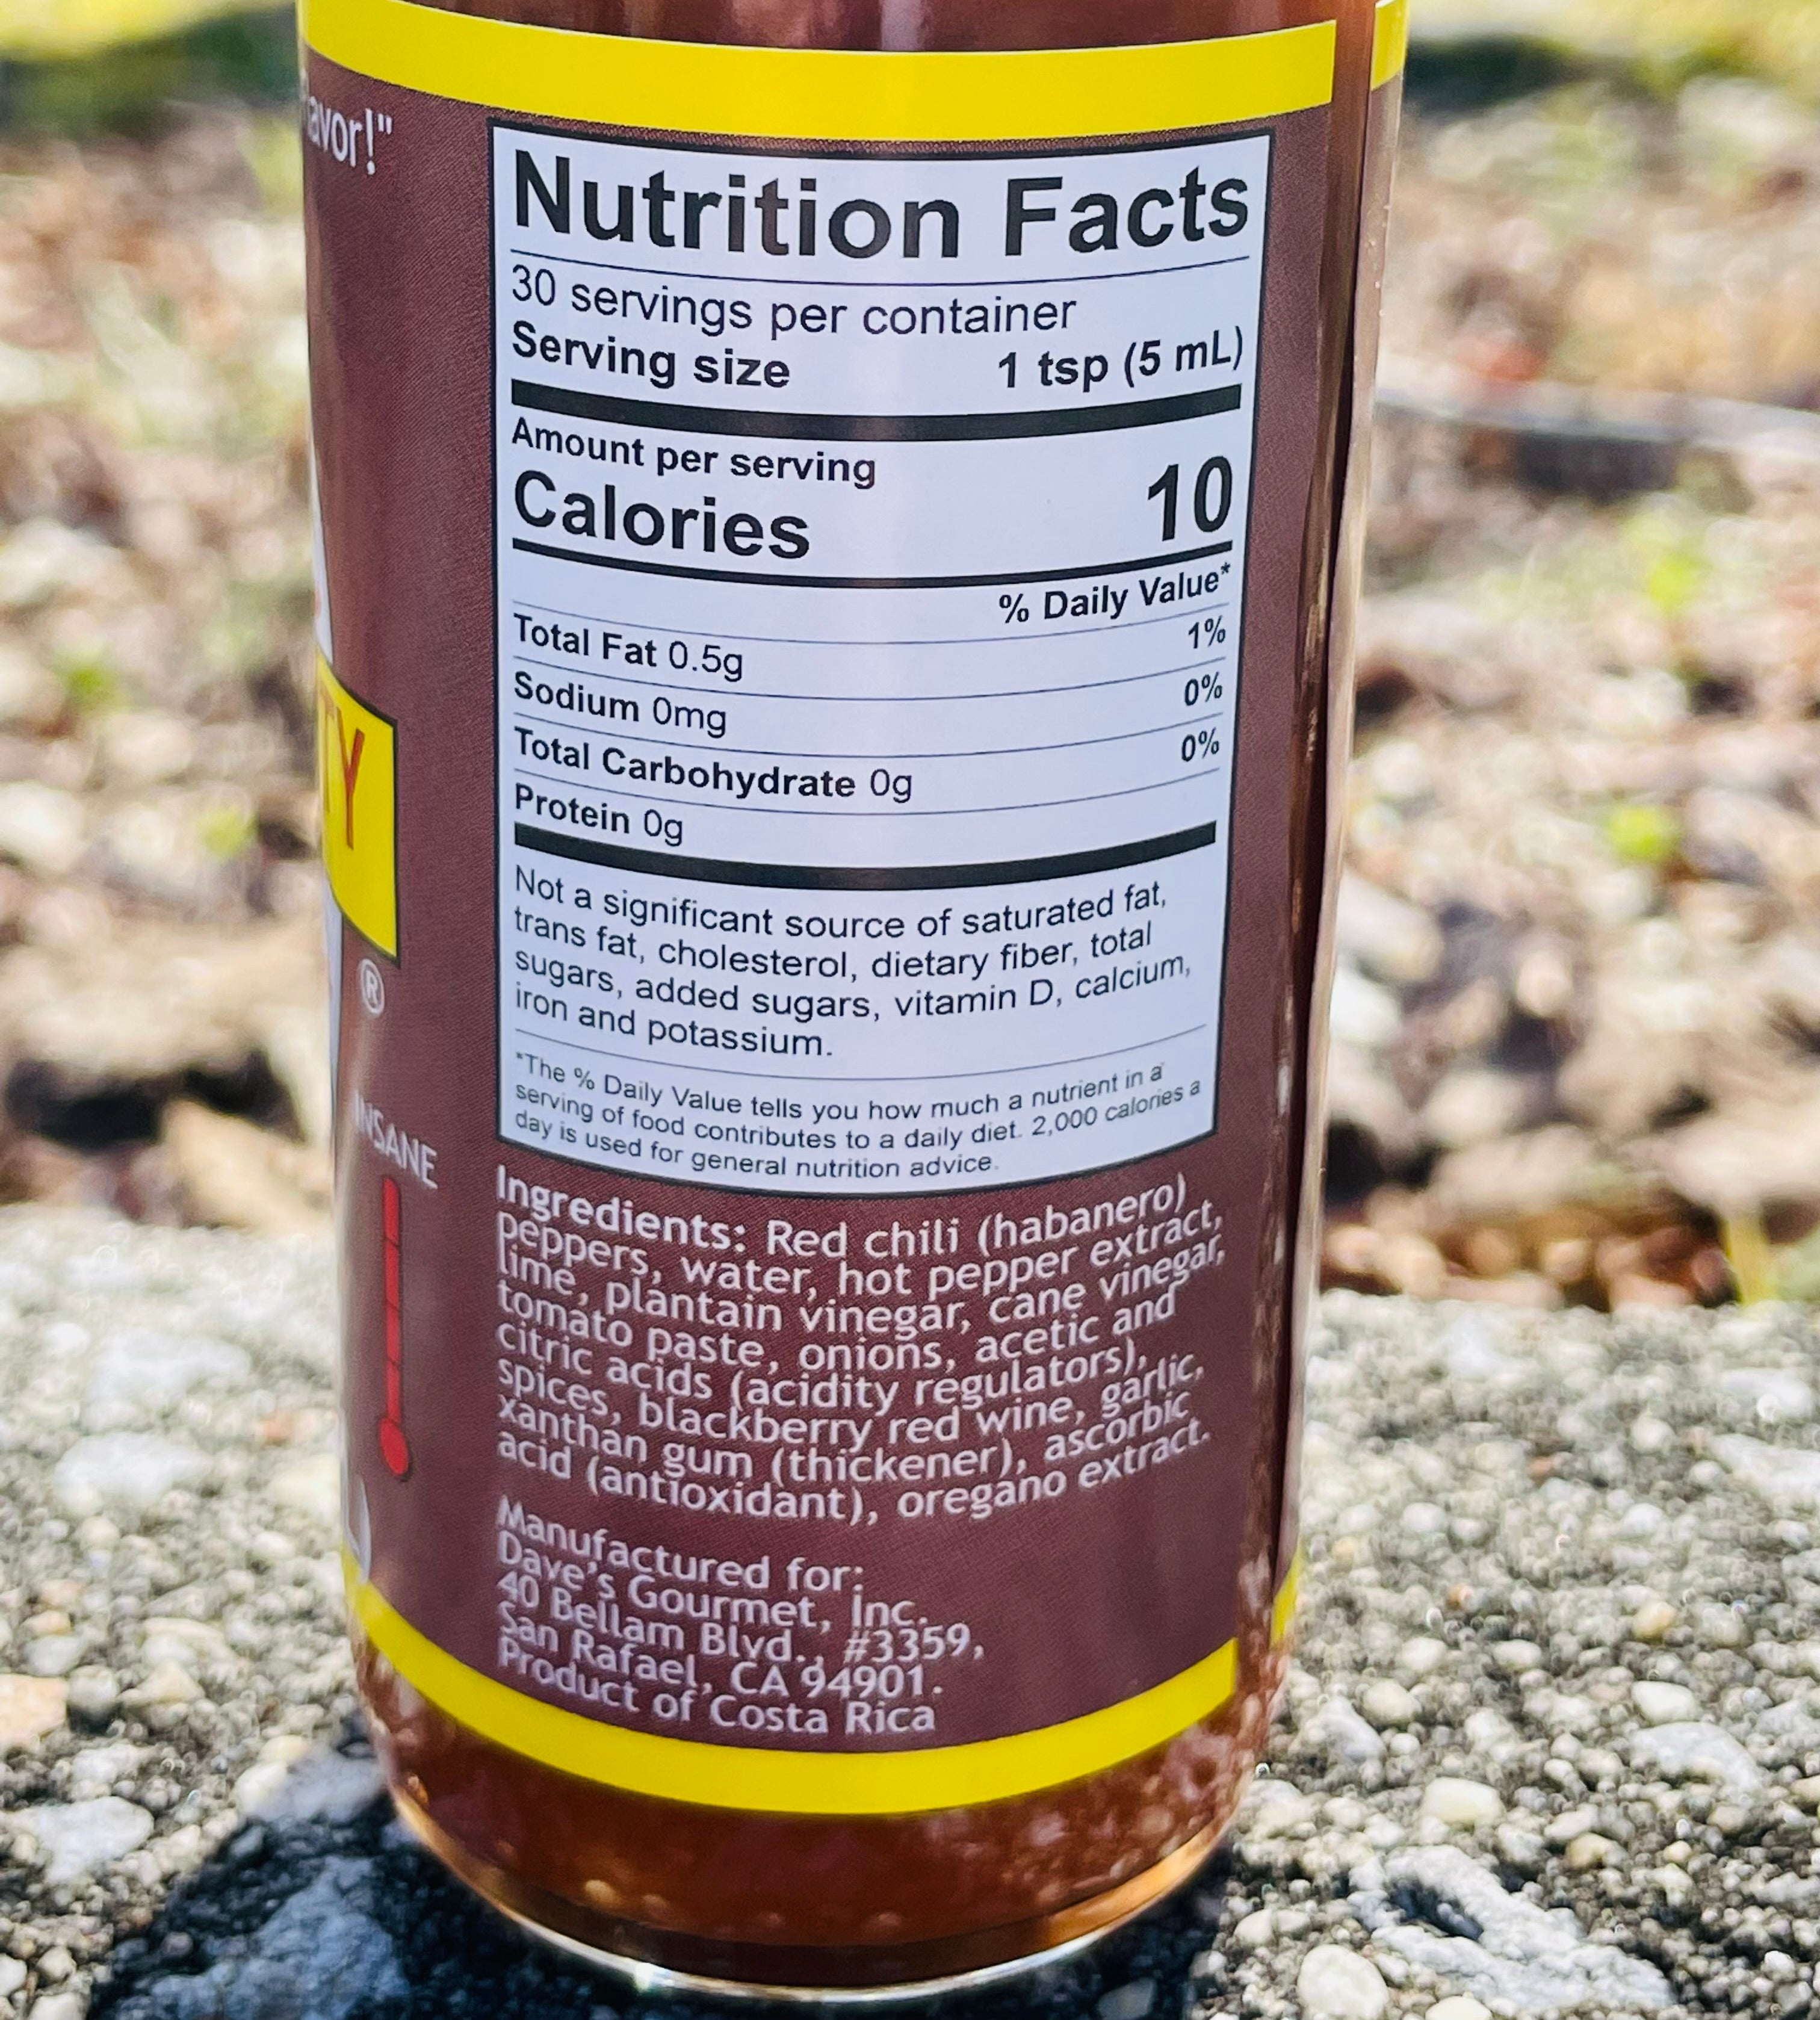 avor!"
TY
®
INSANE
Nutrition Facts
30 servings per container
Serving size 1 tsp (5 mL)
Amount per serving
Calories 10
% Daily Value*
Total Fat 0.5g 1%
Sodium 0mg 0%
Total Carbohydrate 0g 0%
Protein 0g
Not a significant source of saturated fat,
trans fat, cholesterol, dietary fiber, total
sugars, added sugars, vitamin D, calcium,
iron and potassium.
*The % Daily Value tells you how much a nutrient in a
serving of food contributes to a daily diet. 2,000 calories a
day is used for general nutrition advice.
Ingredients: Red chili (habanero)
peppers, water, hot pepper extract,
lime, plantain vinegar, cane vinegar,
tomato paste, onions, acetic and
citric acids (acidity regulators),
spices, blackberry red wine, garlic,
xanthan gum (thickener), ascorbic
acid (antioxidant), oregano extract.
Manufactured for:
Dave's Gourmet, Inc.
40 Bellam Blvd., #3359,
San Rafael, CA 94901.
Product of Costa Rica